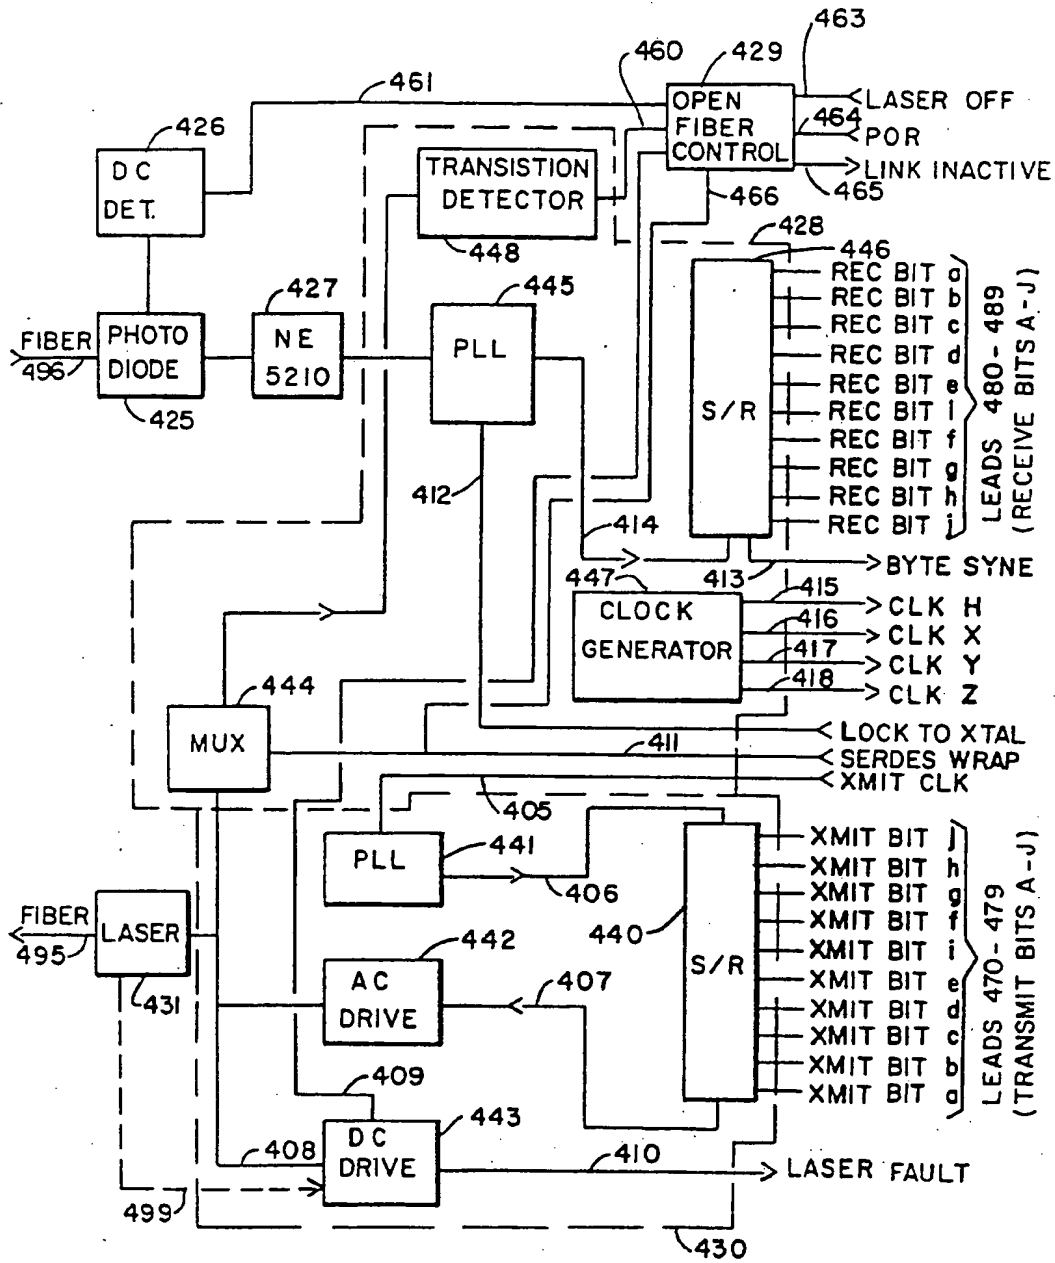 463
460
429
461
OPEN
FIBER
CONTROL
LASER OFF
464
POR
LINK INACTIVE
465
466
426
D C
DET.
TRANSISTION
DETECTOR
448
428
446
REC BIT a
REC BIT b
REC BIT c
REC BIT d
REC BIT e
REC BIT i
REC BIT f
REC BIT g
REC BIT h
REC BIT j
LEADS 480-489
(RECEIVE BITS A-J)
S/R
427
445
FIBER
496
PHOTO
DIODE
425
NE
5210
PLL
412
414
413
BYTE SYNE
447
CLOCK
GENERATOR
415
CLK H
416
CLK X
417
CLK Y
418
CLK Z
444
MUX
LOCK TO XTAL
411
SERDES WRAP
XMIT CLK
405
PLL
441
406
440
S/R
XMIT BIT j
XMIT BIT h
XMIT BIT g
XMIT BIT f
XMIT BIT i
XMIT BIT e
XMIT BIT d
XMIT BIT c
XMIT BIT b
XMIT BIT a
LEADS 470-479
(TRANSMIT BITS A-J)
FIBER
495
LASER
431
442
AC
DRIVE
407
409
443
DC
DRIVE
408
410
LASER FAULT
499
430